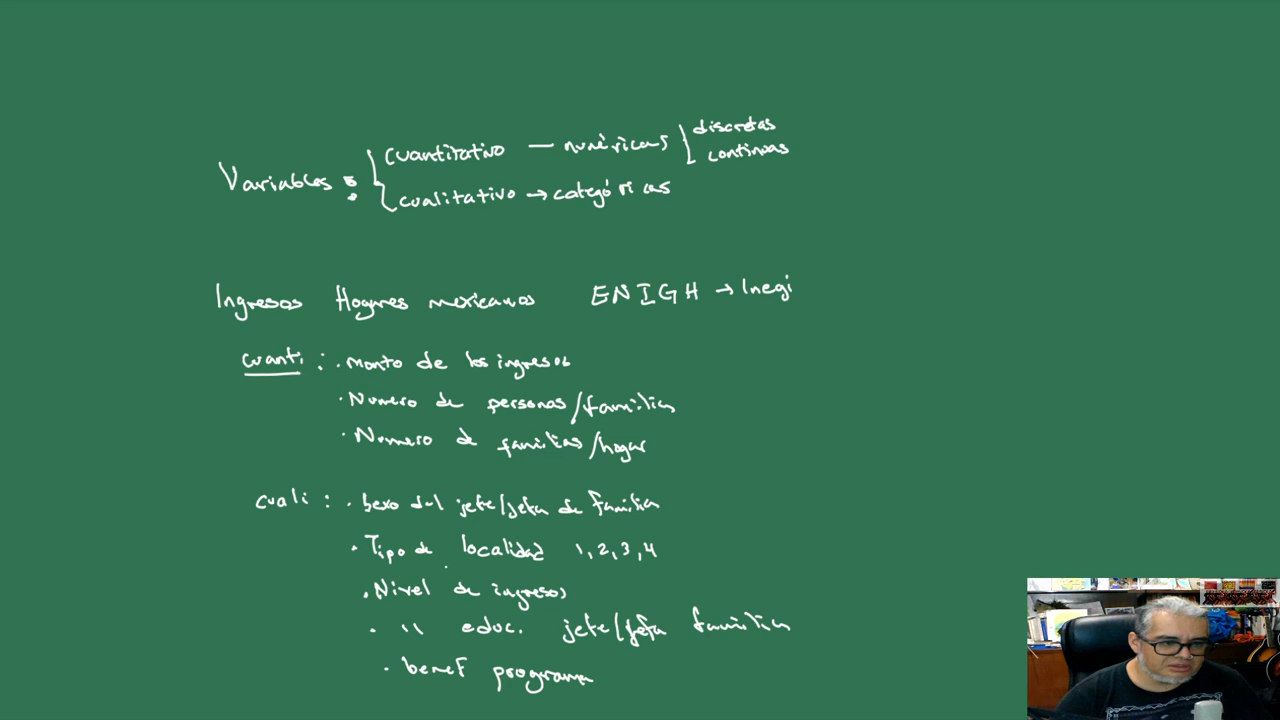 Variables :
cuantitativo — numéricas
discretas
continuas
cualitativo → categóricas
Ingresos Hogares mexicanos ENIGH → Inegi
cuanti : · monto de los ingresos
· Numero de personas/familia
· Numero de familias/hogar
cuali : · sexo del jefe/jefa de familia
· Tipo de localidad 1, 2, 3, 4
· Nivel de ingresos
· " educ. jefe/jefa familia
· benef programa